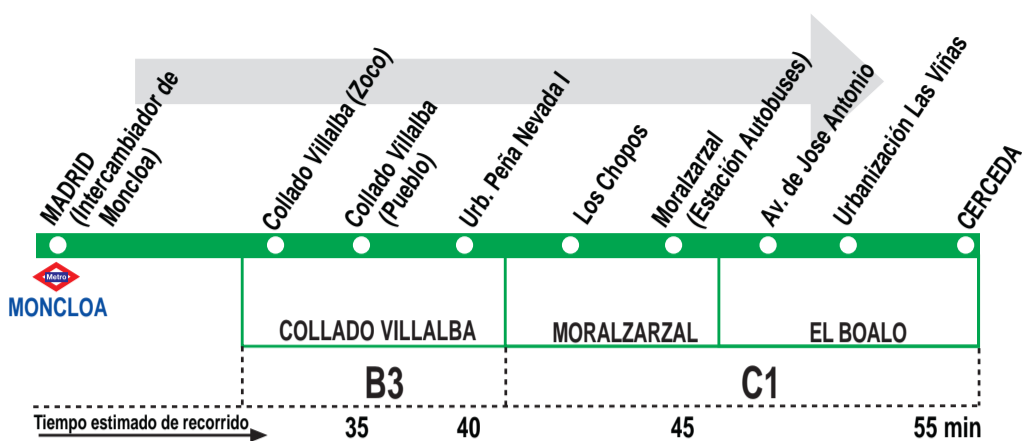 MADRID
(Intercambiador de
Moncloa)
Collado Villalba (Zoco)
Collado Villalba
(Pueblo)
Urb. Peña Nevada I
Los Chopos
Moralzarzal
(Estación Autobuses)
Av. de Jose Antonio
Urbanización Las Viñas
CERCEDA
Metro
MONCLOA
COLLADO VILLALBA
MORALZARZAL
EL BOALO
B3
C1
Tiempo estimado de recorrido
35
40
45
55 min